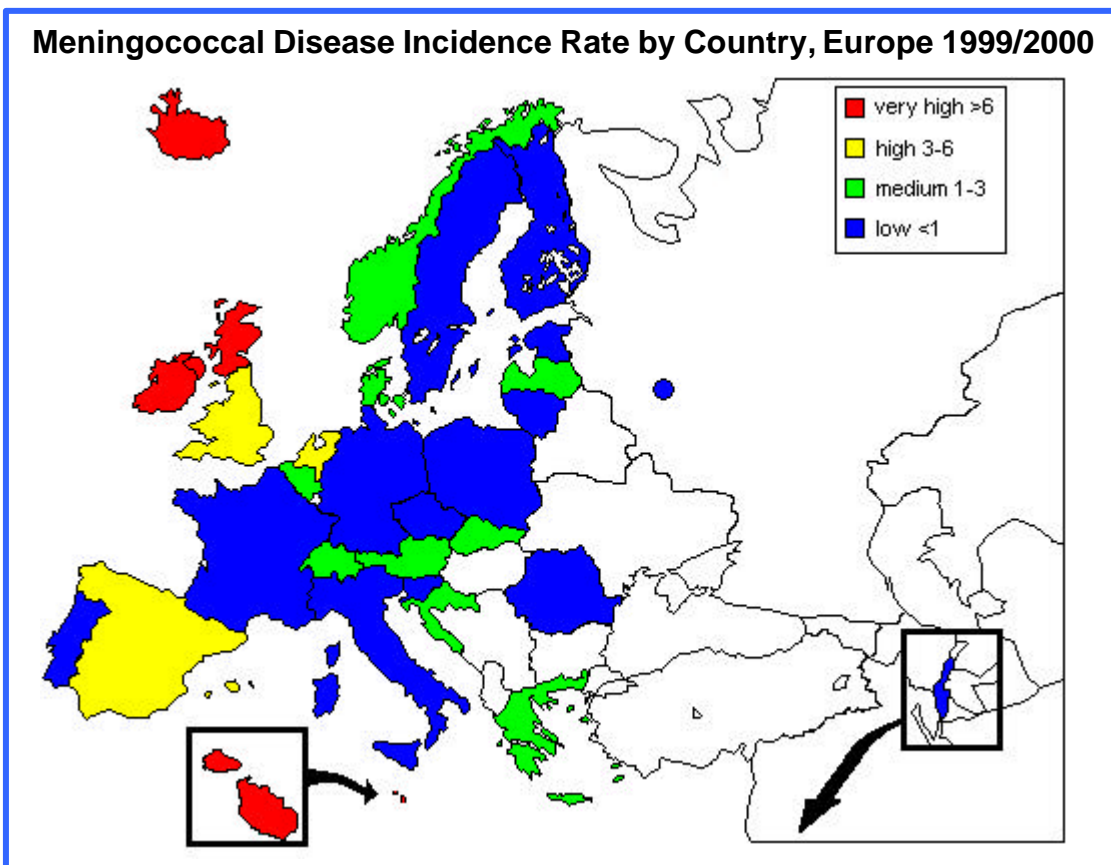 Meningococcal Disease Incidence Rate by Country, Europe 1999/2000
very high >6
high 3-6
medium 1-3
low <1